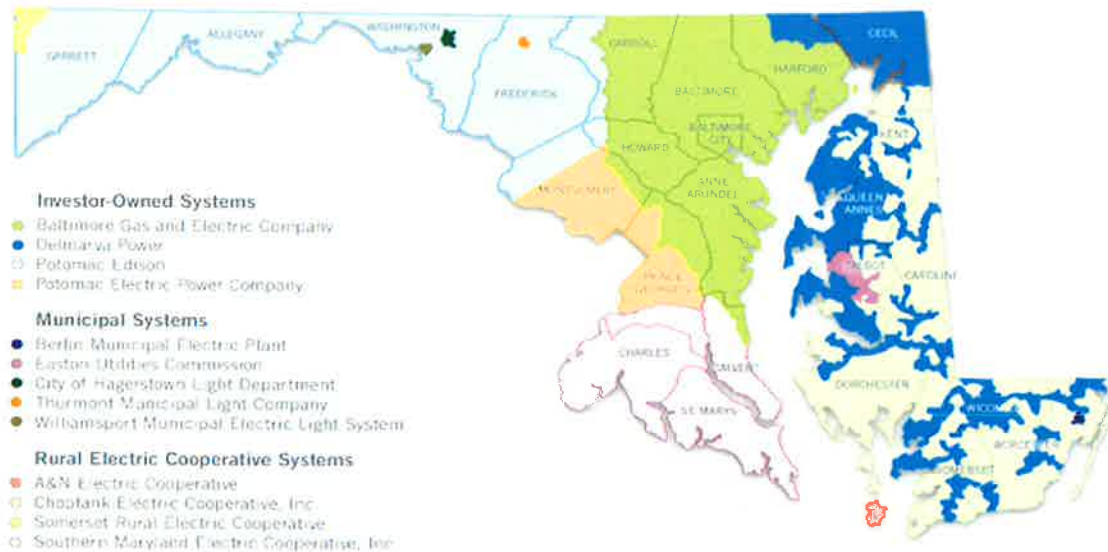 GARRETT
ALLEGANY
WASHINGTON
FREDERICK
CARROLL
BALTIMORE
HARFORD
CECIL
BALTIMORE
CITY
HOWARD
KENT
MONTGOMERY
ANNE
ARUNDEL
QUEEN
ANNES
PRINCE
GEORGES
TALBOT
CAROLINE
CHARLES
CALVERT
ST MARYS
DORCHESTER
WICOMICO
WORCESTER
SOMERSET
Investor-Owned Systems
Baltimore Gas and Electric Company
Delmarva Power
Potomac Edison
Potomac Electric Power Company
Municipal Systems
Berlin Municipal Electric Plant
Easton Utilities Commission
City of Hagerstown Light Department
Thurmont Municipal Light Company
Williamsport Municipal Electric Light System
Rural Electric Cooperative Systems
A&N Electric Cooperative
Choptank Electric Cooperative, Inc
Somerset Rural Electric Cooperative
Southern Maryland Electric Cooperative, Inc